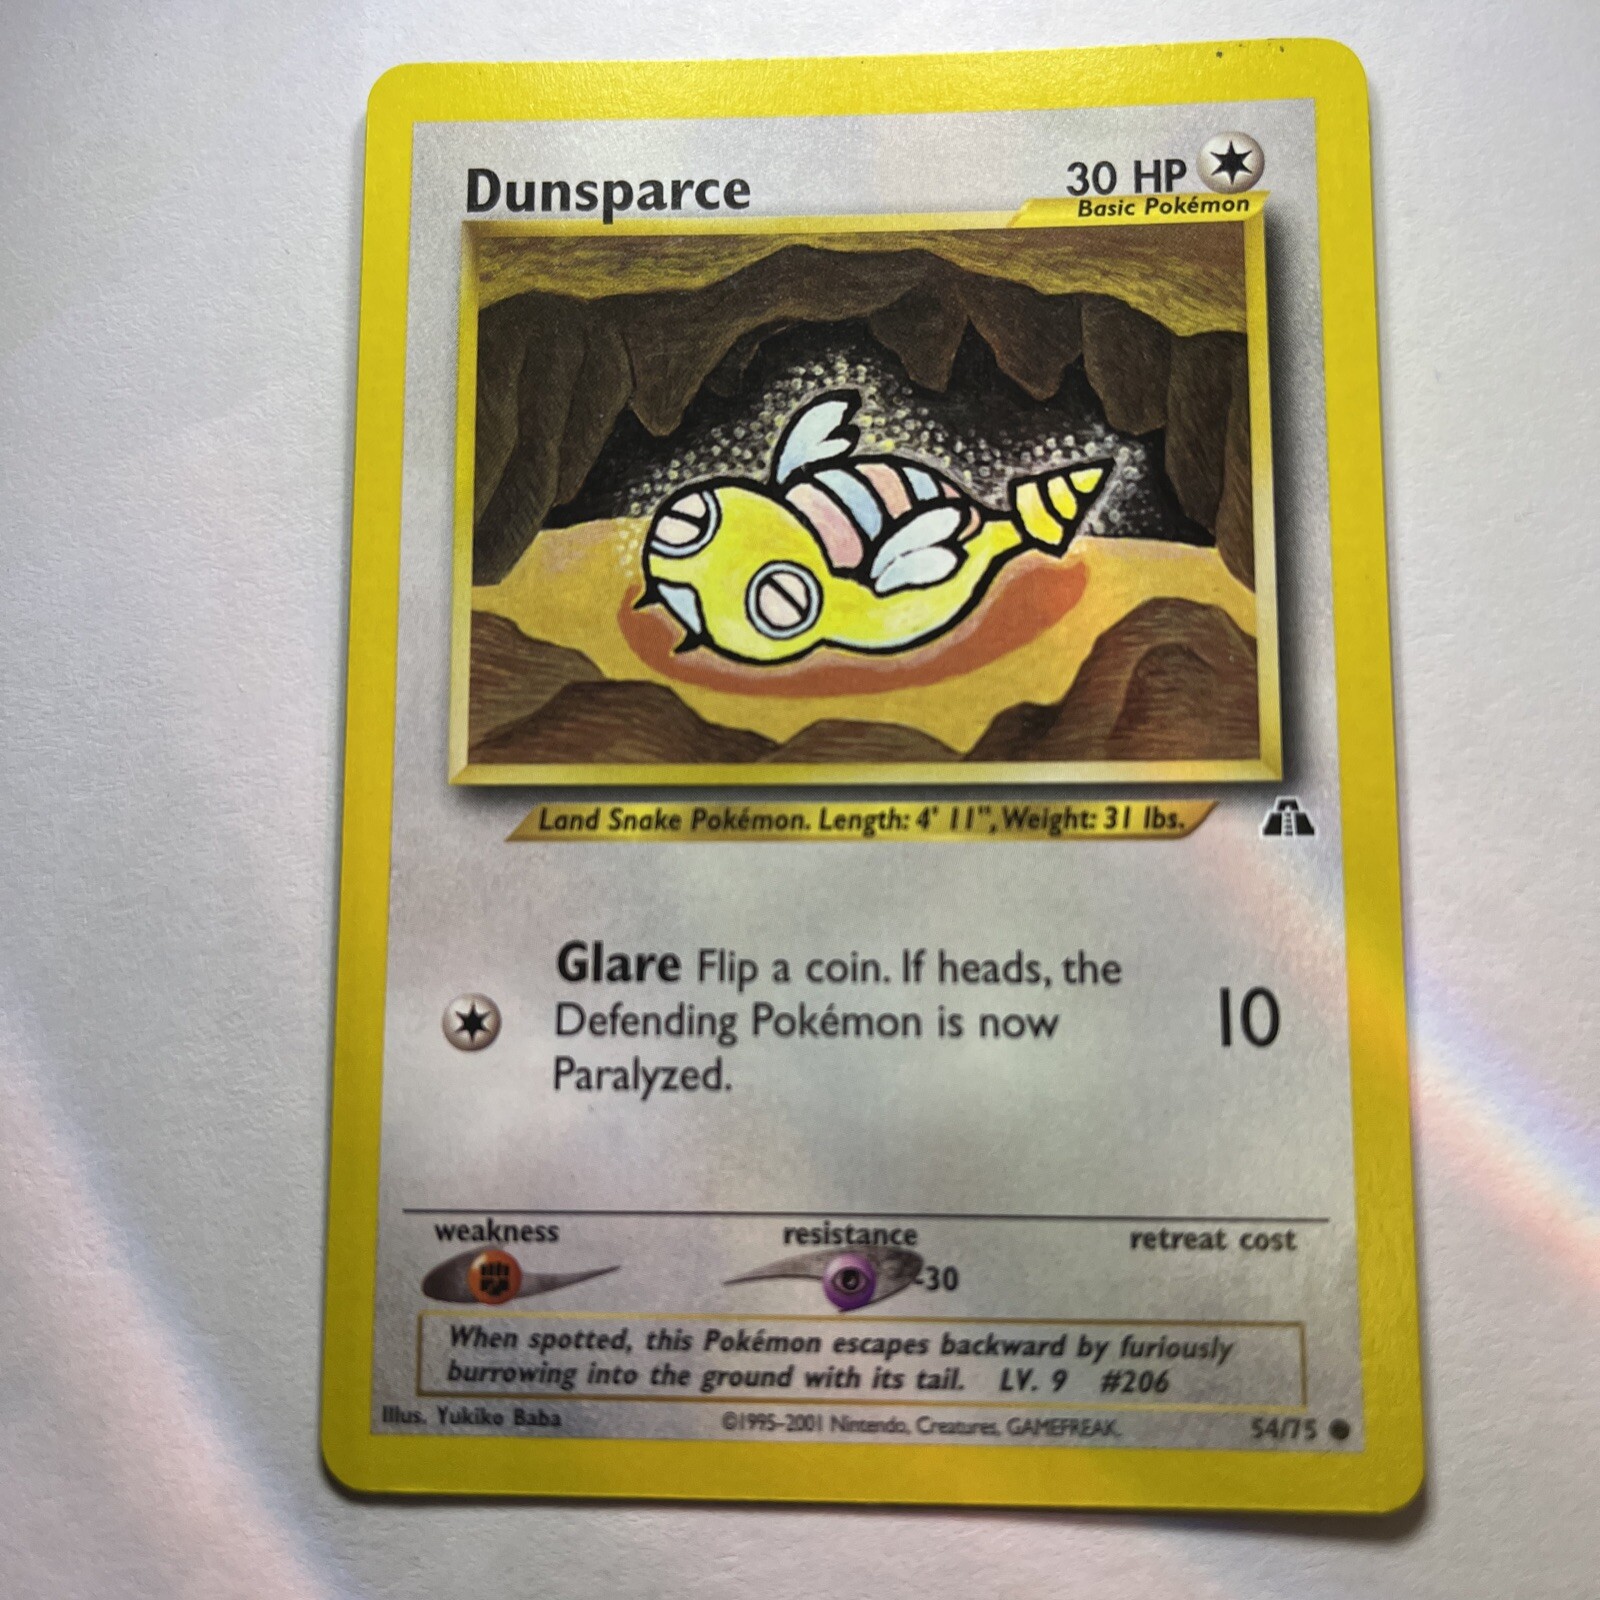 Dunsparce
30 HP
Basic Pokémon
Land Snake Pokémon. Length: 4' 11", Weight: 31 lbs.
Glare Flip a coin. If heads, the
Defending Pokémon is now
Paralyzed.
10
weakness
resistance
retreat cost
-30
When spotted, this Pokémon escapes backward by furiously
burrowing into the ground with its tail. LV. 9 #206
Illus. Yukiko Baba
©1995-2001 Nintendo, Creatures, GAMEFREAK.
54/75